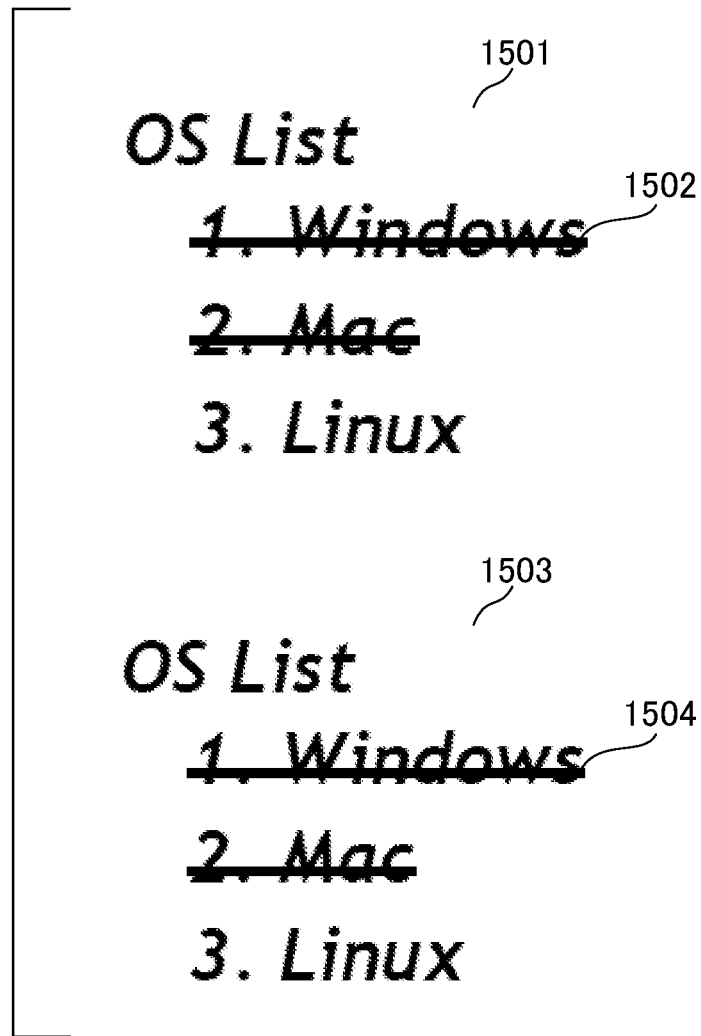 1501
OS List
1502
1. Windows
2. Mac
3. Linux
1503
OS List
1504
1. Windows
2. Mac
3. Linux